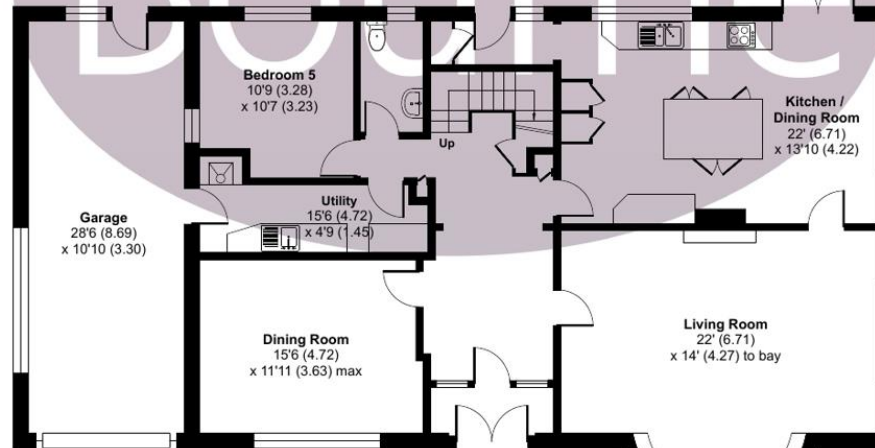 Bedroom 5
10'9 (3.28)
x 10'7 (3.23)
Up
Kitchen /
Dining Room
22' (6.71)
x 13'10 (4.22)
Garage
28'6 (8.69)
x 10'10 (3.30)
Utility
15'6 (4.72)
x 4'9 (1.45)
Dining Room
15'6 (4.72)
x 11'11 (3.63) max
Living Room
22' (6.71)
x 14' (4.27) to bay